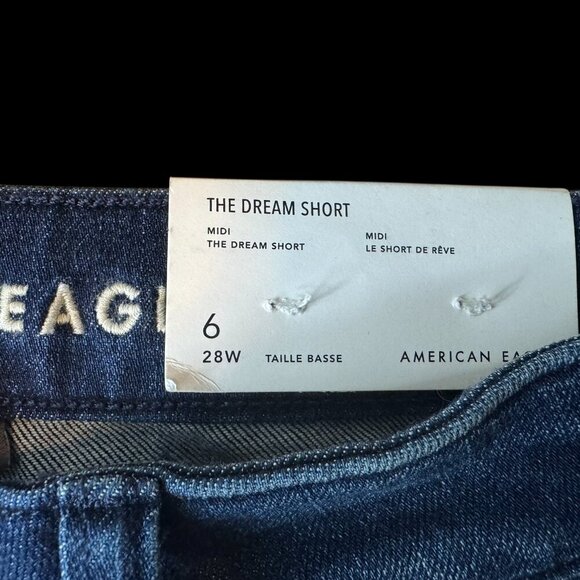 THE DREAM SHORT
MIDI
THE DREAM SHORT
MIDI
LE SHORT DE RÊVE
EAG
6
28W
TAILLE BASSE
AMERICAN EA